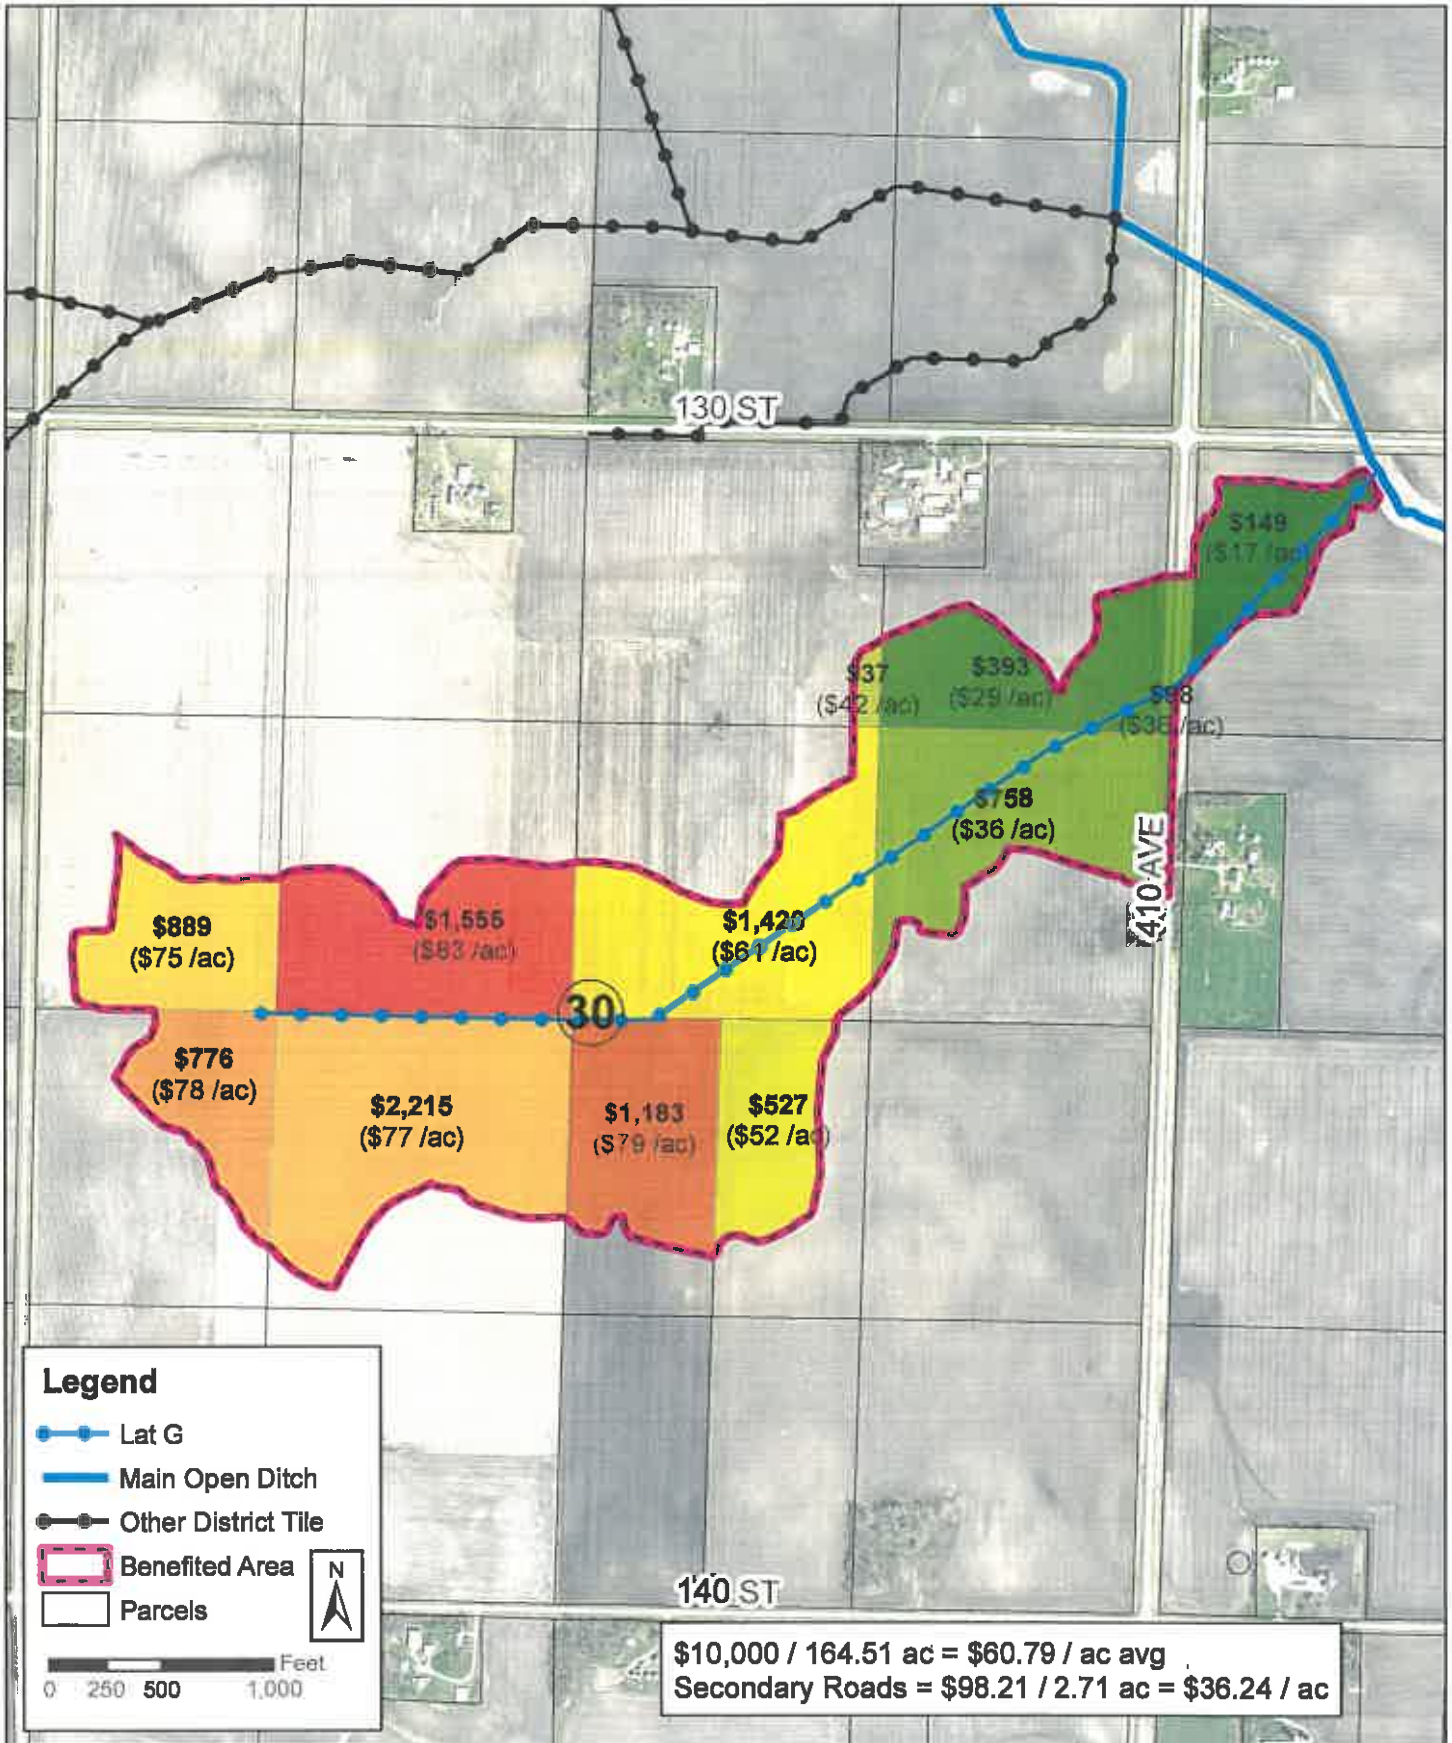 130 ST
$149
($17 /ac)
$37
($42 /ac)
$393
($29 /ac)
$98
($36 /ac)
$758
($36 /ac)
410 AVE
$889
($75 /ac)
$1,555
($83 /ac)
$1,420
($61 /ac)
30
$776
($78 /ac)
$2,215
($77 /ac)
$1,183
($79 /ac)
$527
($52 /ac)
Legend
Lat G
Main Open Ditch
Other District Tile
Benefited Area
Parcels
N
Feet
0 250 500 1,000
140 ST
$10,000 / 164.51 ac = $60.79 / ac avg
Secondary Roads = $98.21 / 2.71 ac = $36.24 / ac